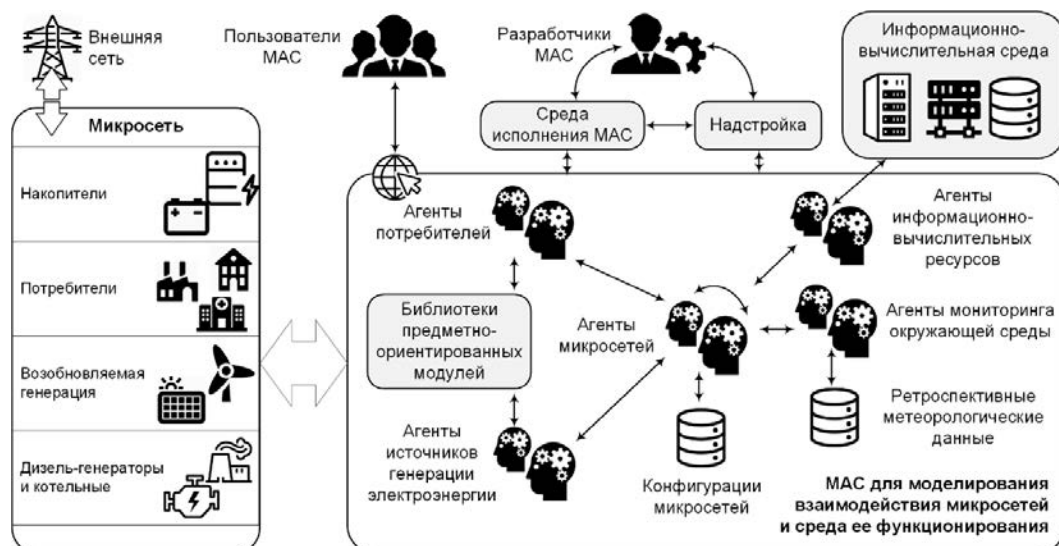 Внешняя
сеть
Пользователи
МАС
Разработчики
МАС
Информационно-
вычислительная среда
Микросеть
Среда
исполнения МАС
Надстройка
Накопители
Потребители
Возобновляемая
генерация
Дизель-генераторы
и котельные
Агенты
потребителей
Агенты
информационно-
вычислительных
ресурсов
Библиотеки
предметно-
ориентированных
модулей
Агенты
микросетей
Агенты мониторинга
окружающей среды
Агенты
источников
генерации
электроэнергии
Конфигурации
микросетей
Ретроспективные
метеорологические
данные
МАС для моделирования
взаимодействия микросетей
и среда ее функционирования